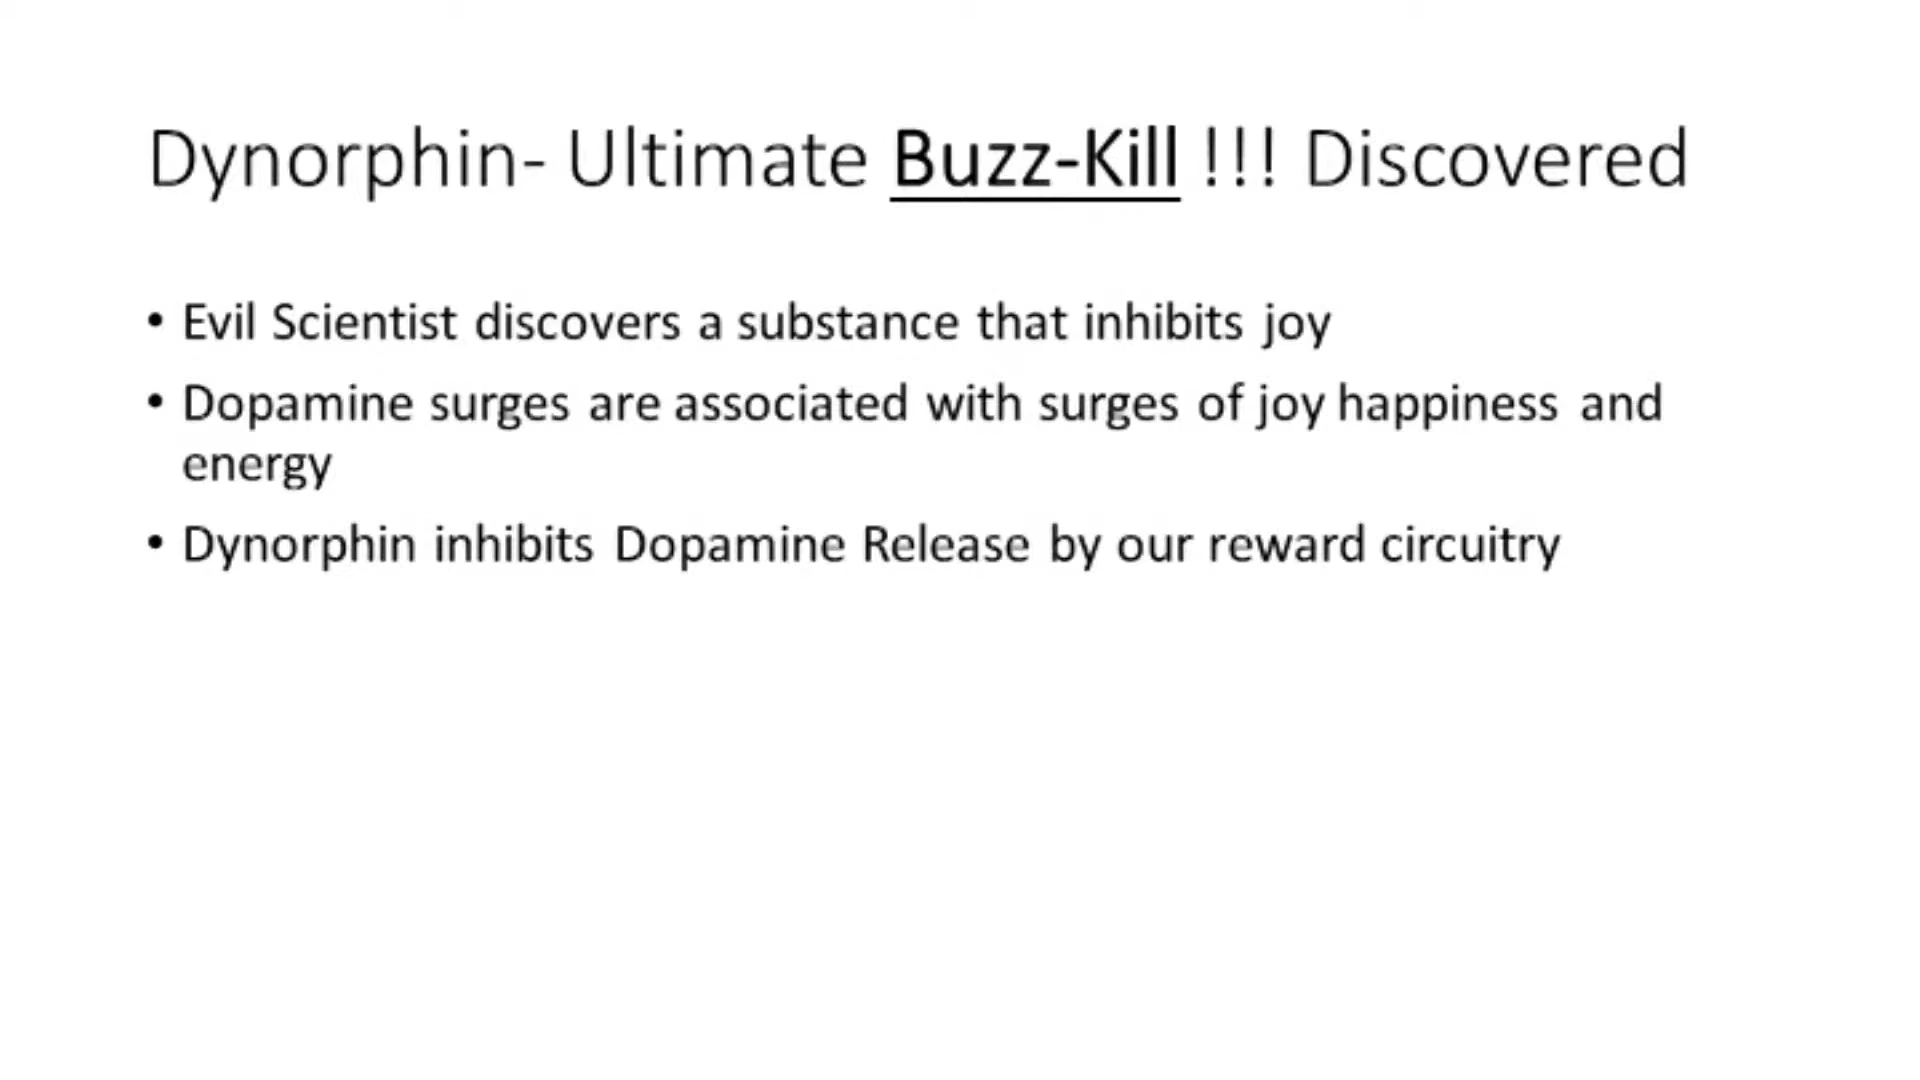 Dynorphin- Ultimate Buzz-Kill !!! Discovered
• Evil Scientist discovers a substance that inhibits joy
• Dopamine surges are associated with surges of joy happiness and
energy
• Dynorphin inhibits Dopamine Release by our reward circuitry